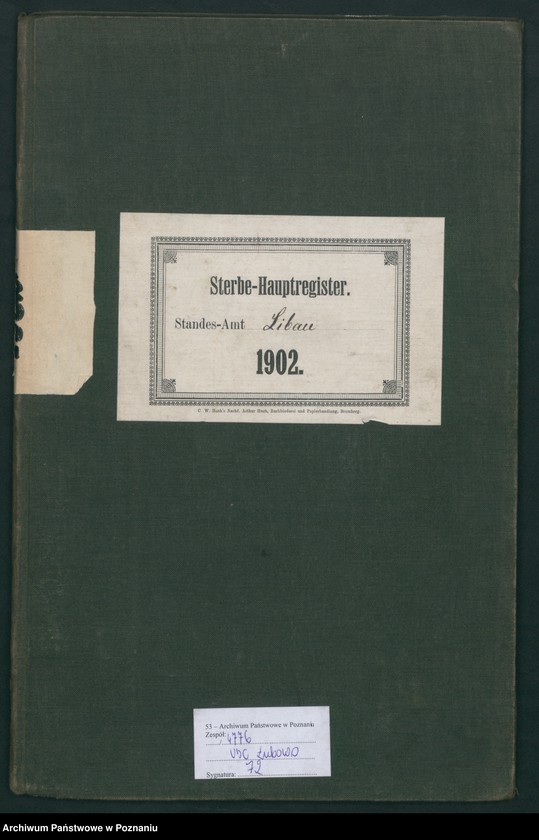 Sterbe-Hauptregister.
Standes-Amt Libau
1902.
53 – Archiwum Państwowe w Poznaniu
Zespół: 4776
USC Łubowo
Sygnatura: 72
Archiwum Państwowe w Poznaniu